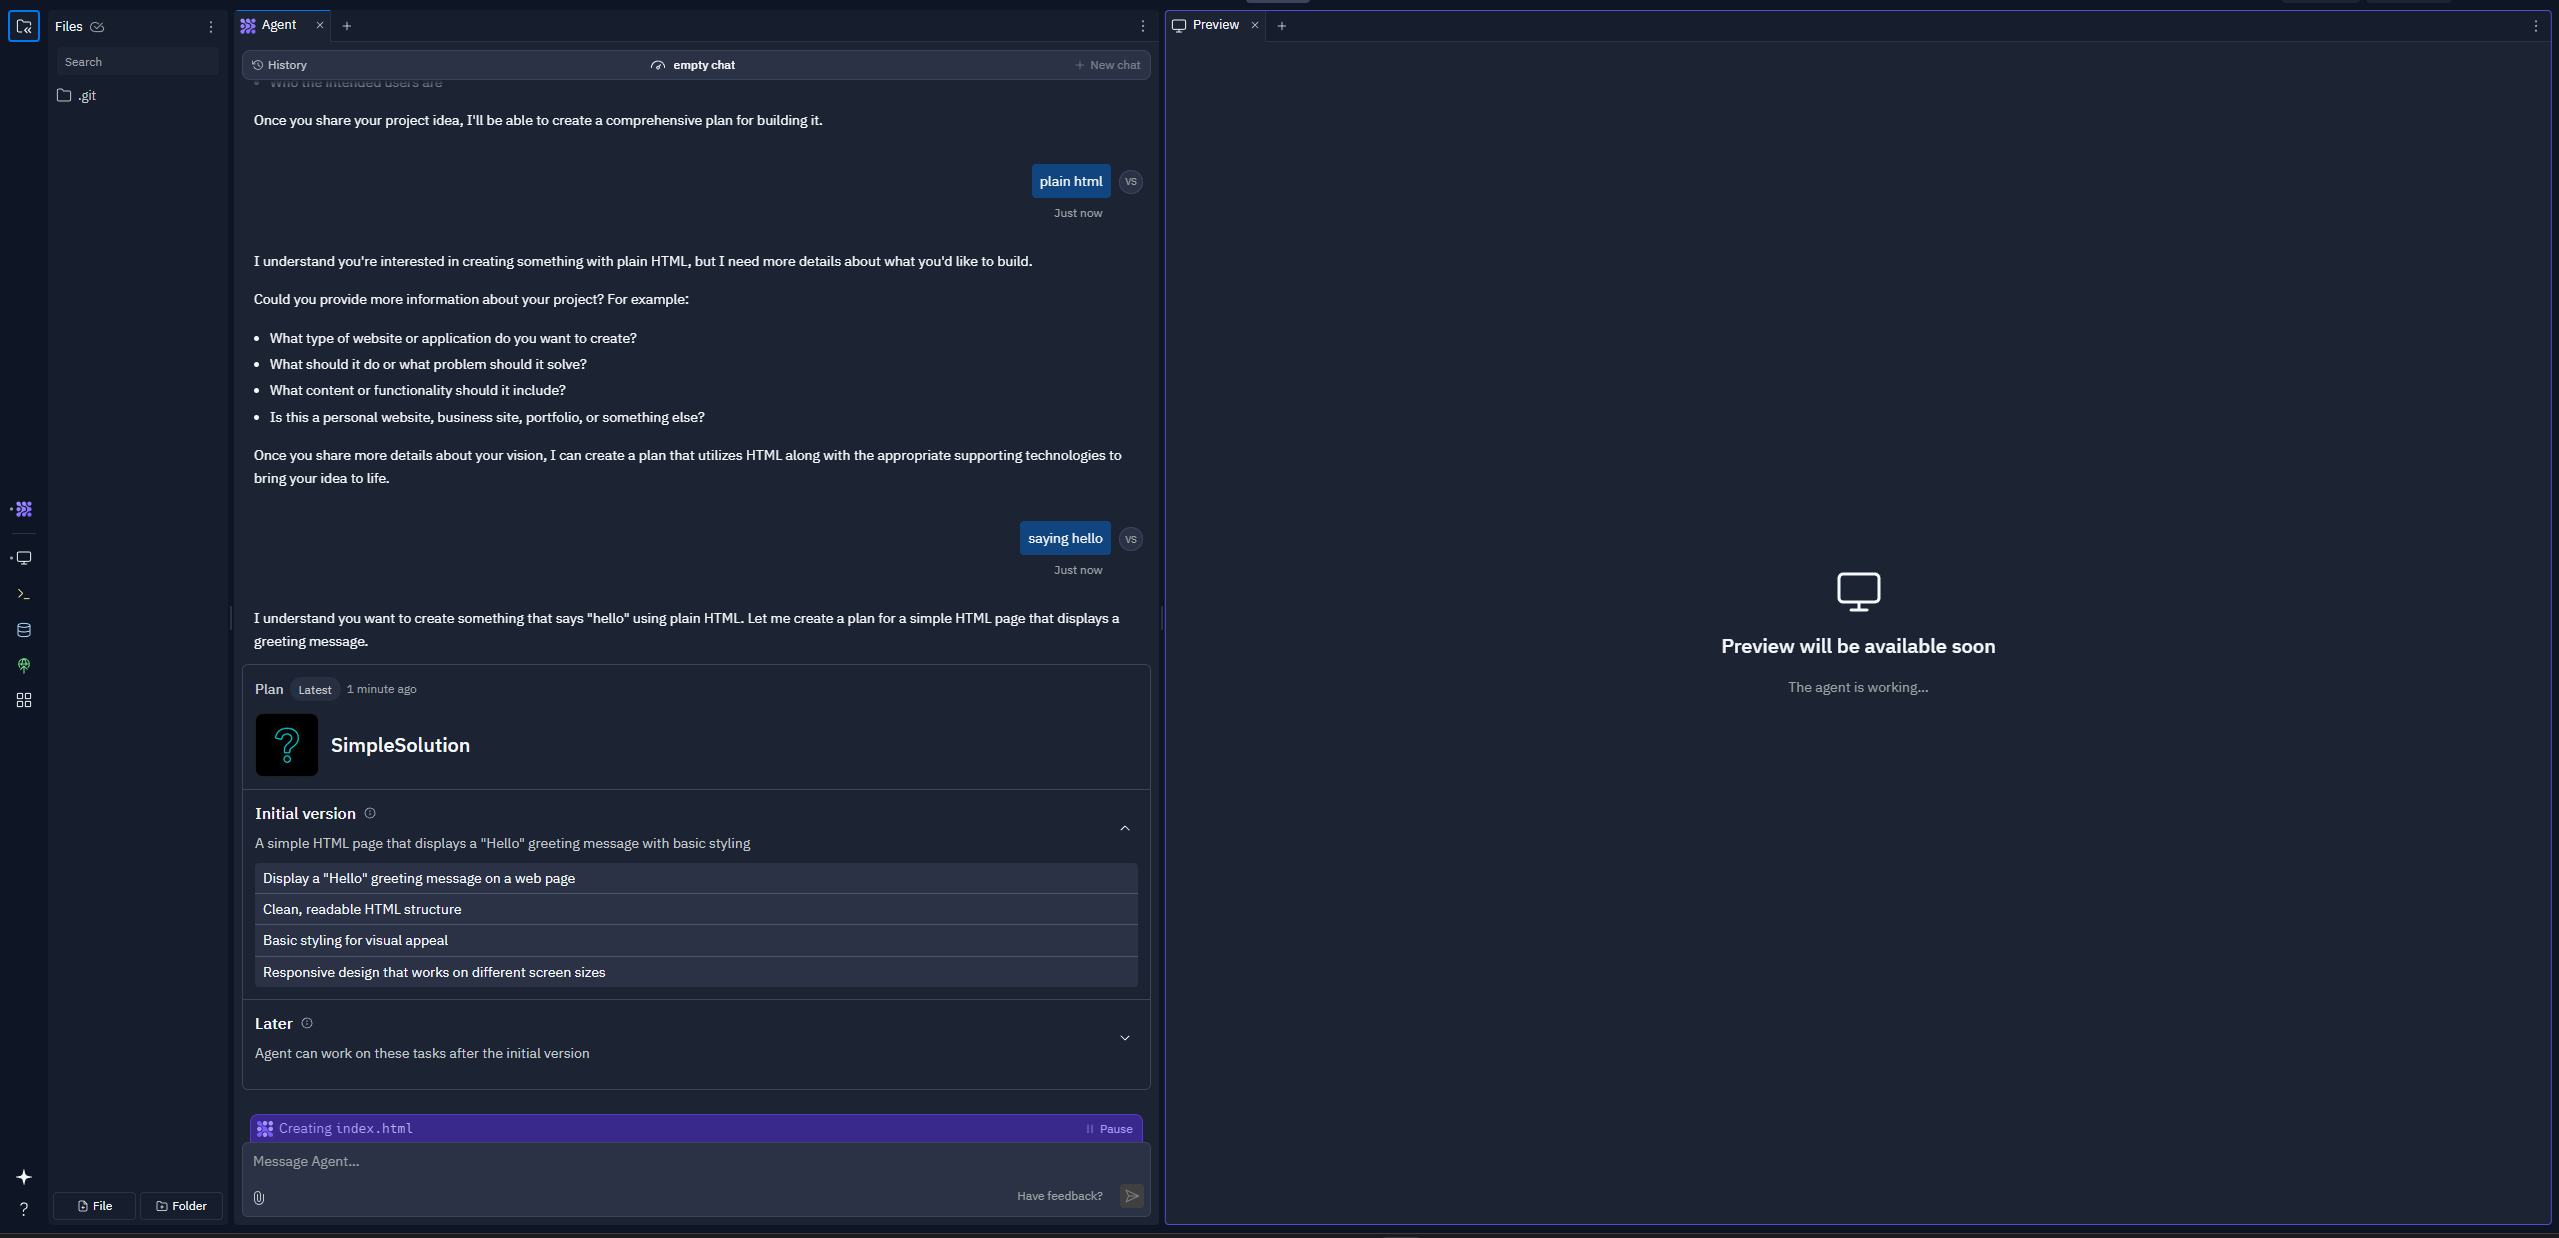 Files
Search
.git
File
Folder
Agent
History
empty chat
New chat
Who the intended users are
Once you share your project idea, I'll be able to create a comprehensive plan for building it.
plain html
VS
Just now
I understand you're interested in creating something with plain HTML, but I need more details about what you'd like to build.
Could you provide more information about your project? For example:
What type of website or application do you want to create?
What should it do or what problem should it solve?
What content or functionality should it include?
Is this a personal website, business site, portfolio, or something else?
Once you share more details about your vision, I can create a plan that utilizes HTML along with the appropriate supporting technologies to
bring your idea to life.
saying hello
VS
Just now
I understand you want to create something that says "hello" using plain HTML. Let me create a plan for a simple HTML page that displays a
greeting message.
Plan Latest 1 minute ago
SimpleSolution
Initial version
A simple HTML page that displays a "Hello" greeting message with basic styling
Display a "Hello" greeting message on a web page
Clean, readable HTML structure
Basic styling for visual appeal
Responsive design that works on different screen sizes
Later
Agent can work on these tasks after the initial version
Creating index.html
Pause
Message Agent...
Have feedback?
Preview
Preview will be available soon
The agent is working...